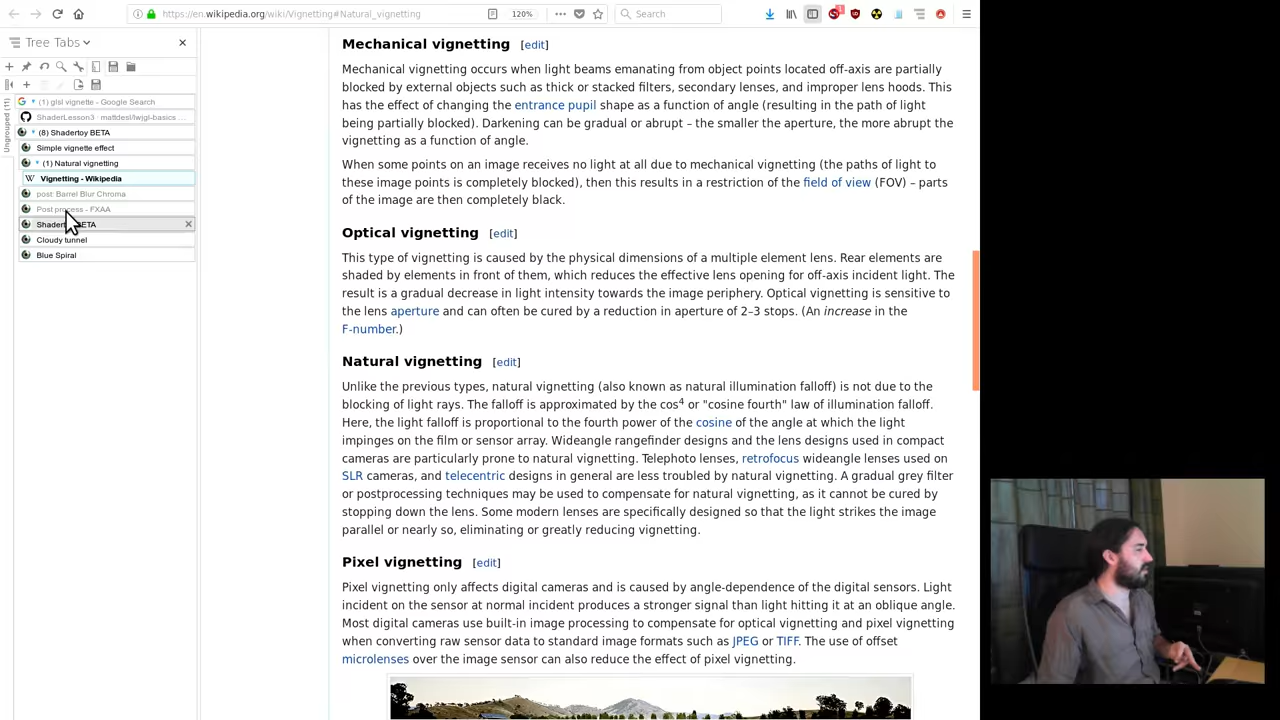 https://en.wikipedia.org/wiki/Vignetting#Natural_vignetting
120%
Search
Tree Tabs
Ungrouped (11)
(1) glsl vignette - Google Search
ShaderLesson3 · mattdesl/lwjgl-basics ...
(8) Shadertoy BETA
Simple vignette effect
(1) Natural vignetting
Vignetting - Wikipedia
post: Barrel Blur Chroma
Post process - FXAA
Cloudy tunnel
Blue Spiral
Mechanical vignetting [edit]
Mechanical vignetting occurs when light beams emanating from object points located off-axis are partially
blocked by external objects such as thick or stacked filters, secondary lenses, and improper lens hoods. This
has the effect of changing the entrance pupil shape as a function of angle (resulting in the path of light
being partially blocked). Darkening can be gradual or abrupt – the smaller the aperture, the more abrupt the
vignetting as a function of angle.
When some points on an image receives no light at all due to mechanical vignetting (the paths of light to
these image points is completely blocked), then this results in a restriction of the field of view (FOV) – parts
of the image are then completely black.
Optical vignetting [edit]
This type of vignetting is caused by the physical dimensions of a multiple element lens. Rear elements are
shaded by elements in front of them, which reduces the effective lens opening for off-axis incident light. The
result is a gradual decrease in light intensity towards the image periphery. Optical vignetting is sensitive to
the lens aperture and can often be cured by a reduction in aperture of 2–3 stops. (An increase in the
F-number.)
Natural vignetting [edit]
Unlike the previous types, natural vignetting (also known as natural illumination falloff) is not due to the
blocking of light rays. The falloff is approximated by the cos⁴ or "cosine fourth" law of illumination falloff.
Here, the light falloff is proportional to the fourth power of the cosine of the angle at which the light
impinges on the film or sensor array. Wideangle rangefinder designs and the lens designs used in compact
cameras are particularly prone to natural vignetting. Telephoto lenses, retrofocus wideangle lenses used on
SLR cameras, and telecentric designs in general are less troubled by natural vignetting. A gradual grey filter
or postprocessing techniques may be used to compensate for natural vignetting, as it cannot be cured by
stopping down the lens. Some modern lenses are specifically designed so that the light strikes the image
parallel or nearly so, eliminating or greatly reducing vignetting.
Pixel vignetting [edit]
Pixel vignetting only affects digital cameras and is caused by angle-dependence of the digital sensors. Light
incident on the sensor at normal incident produces a stronger signal than light hitting it at an oblique angle.
Most digital cameras use built-in image processing to compensate for optical vignetting and pixel vignetting
when converting raw sensor data to standard image formats such as JPEG or TIFF. The use of offset
microlenses over the image sensor can also reduce the effect of pixel vignetting.